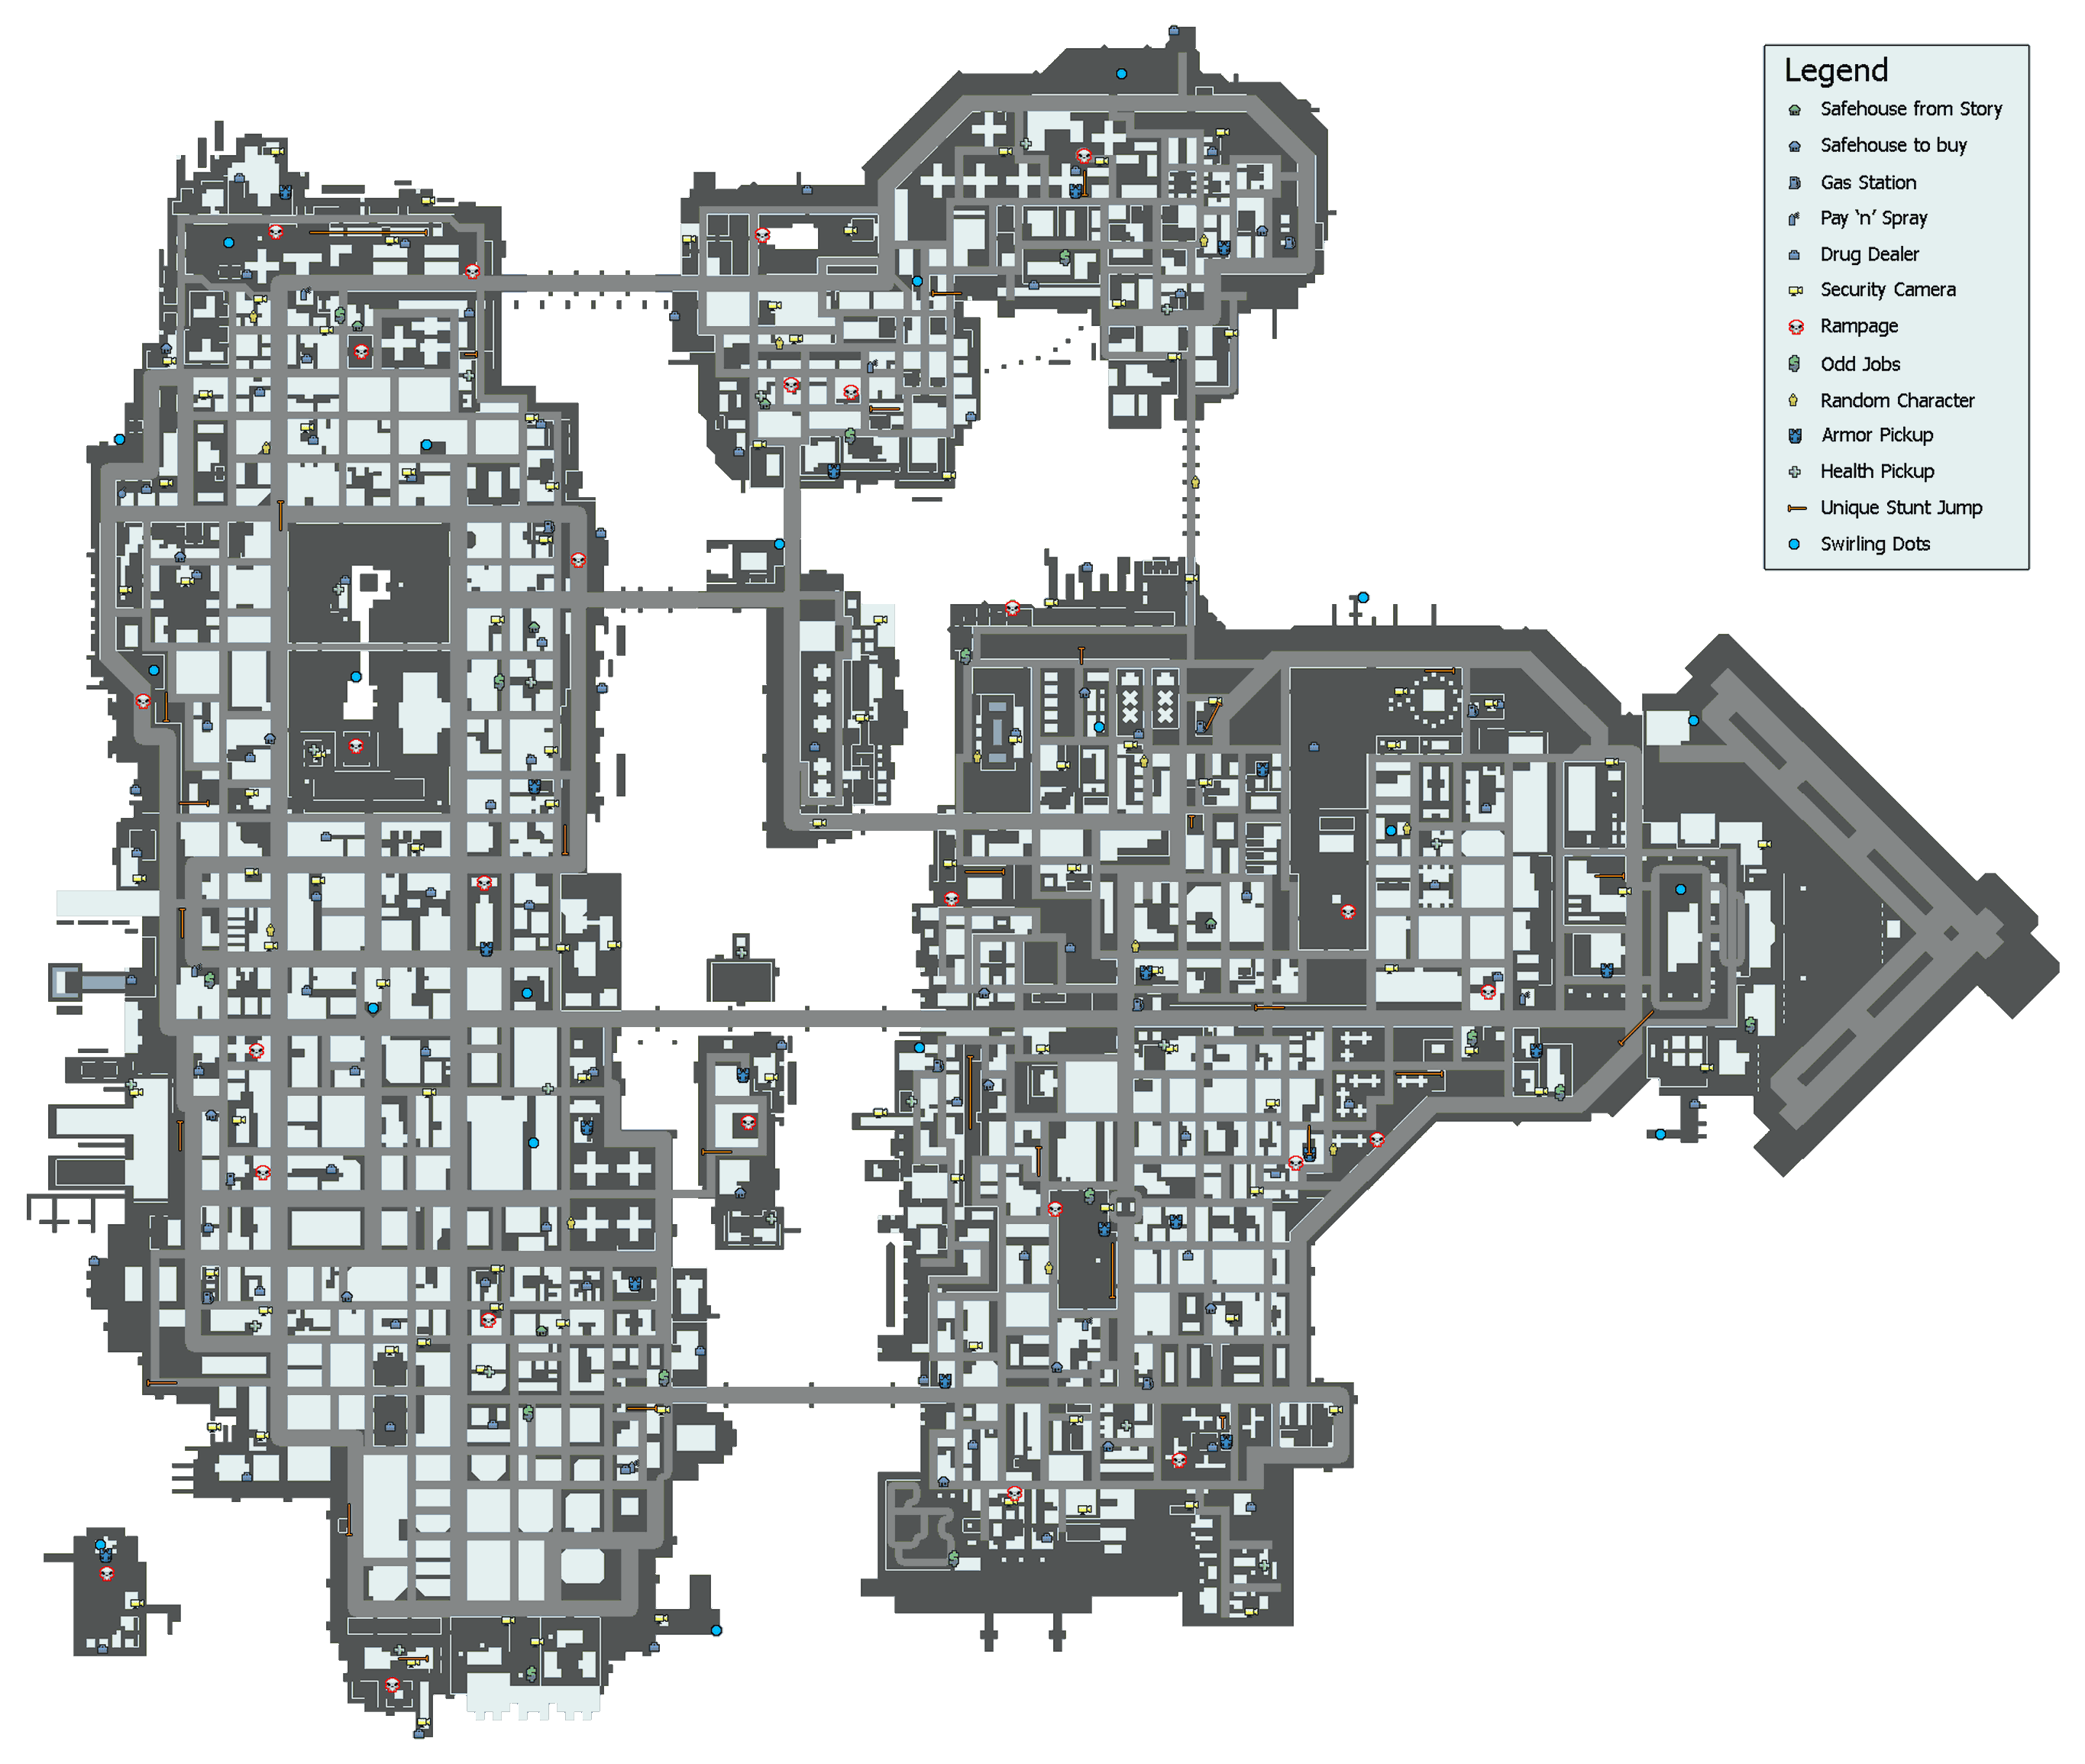 Legend
Safehouse from Story
Safehouse to buy
Gas Station
Pay 'n' Spray
Drug Dealer
Security Camera
Rampage
Odd Jobs
Random Character
Armor Pickup
Health Pickup
Unique Stunt Jump
Swirling Dots